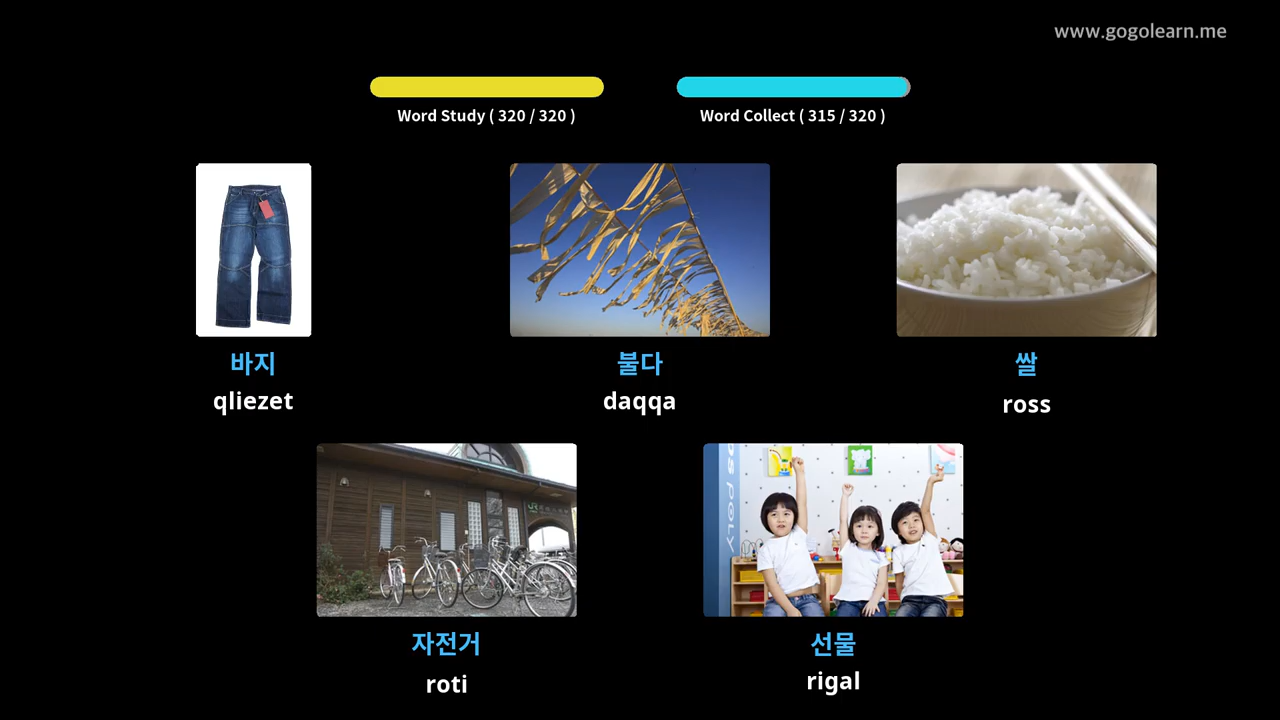 www.gogolearn.me
Word Study ( 320 / 320 )
Word Collect ( 315 / 320 )
바지
qliezet
불다
daqqa
쌀
ross
자전거
roti
선물
rigal